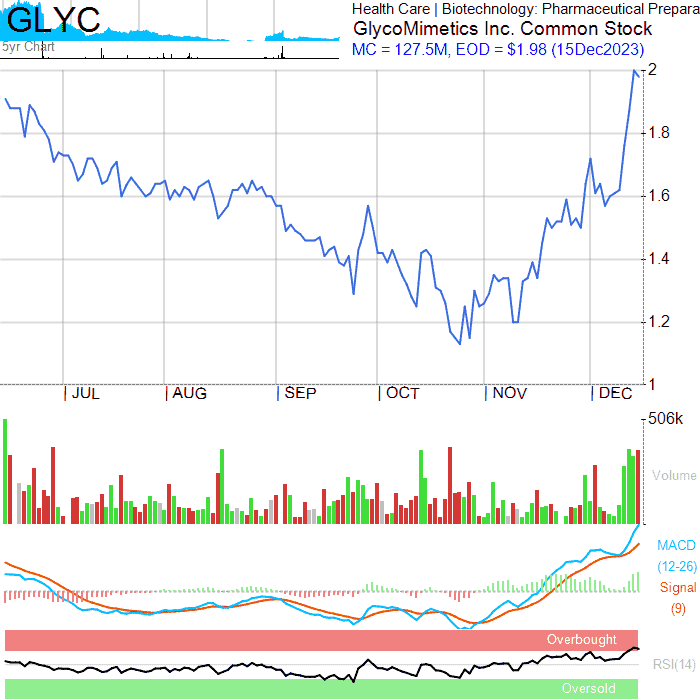 GLYC
5yr Chart
Health Care | Biotechnology: Pharmaceutical Prepara
GlycoMimetics Inc. Common Stock
MC = 127.5M, EOD = $1.98 (15Dec2023)
2
1.8
1.6
1.4
1.2
1
JUL
AUG
SEP
OCT
NOV
DEC
506k
Volume
MACD
(12-26)
Signal
(9)
Overbought
RSI(14)
Oversold